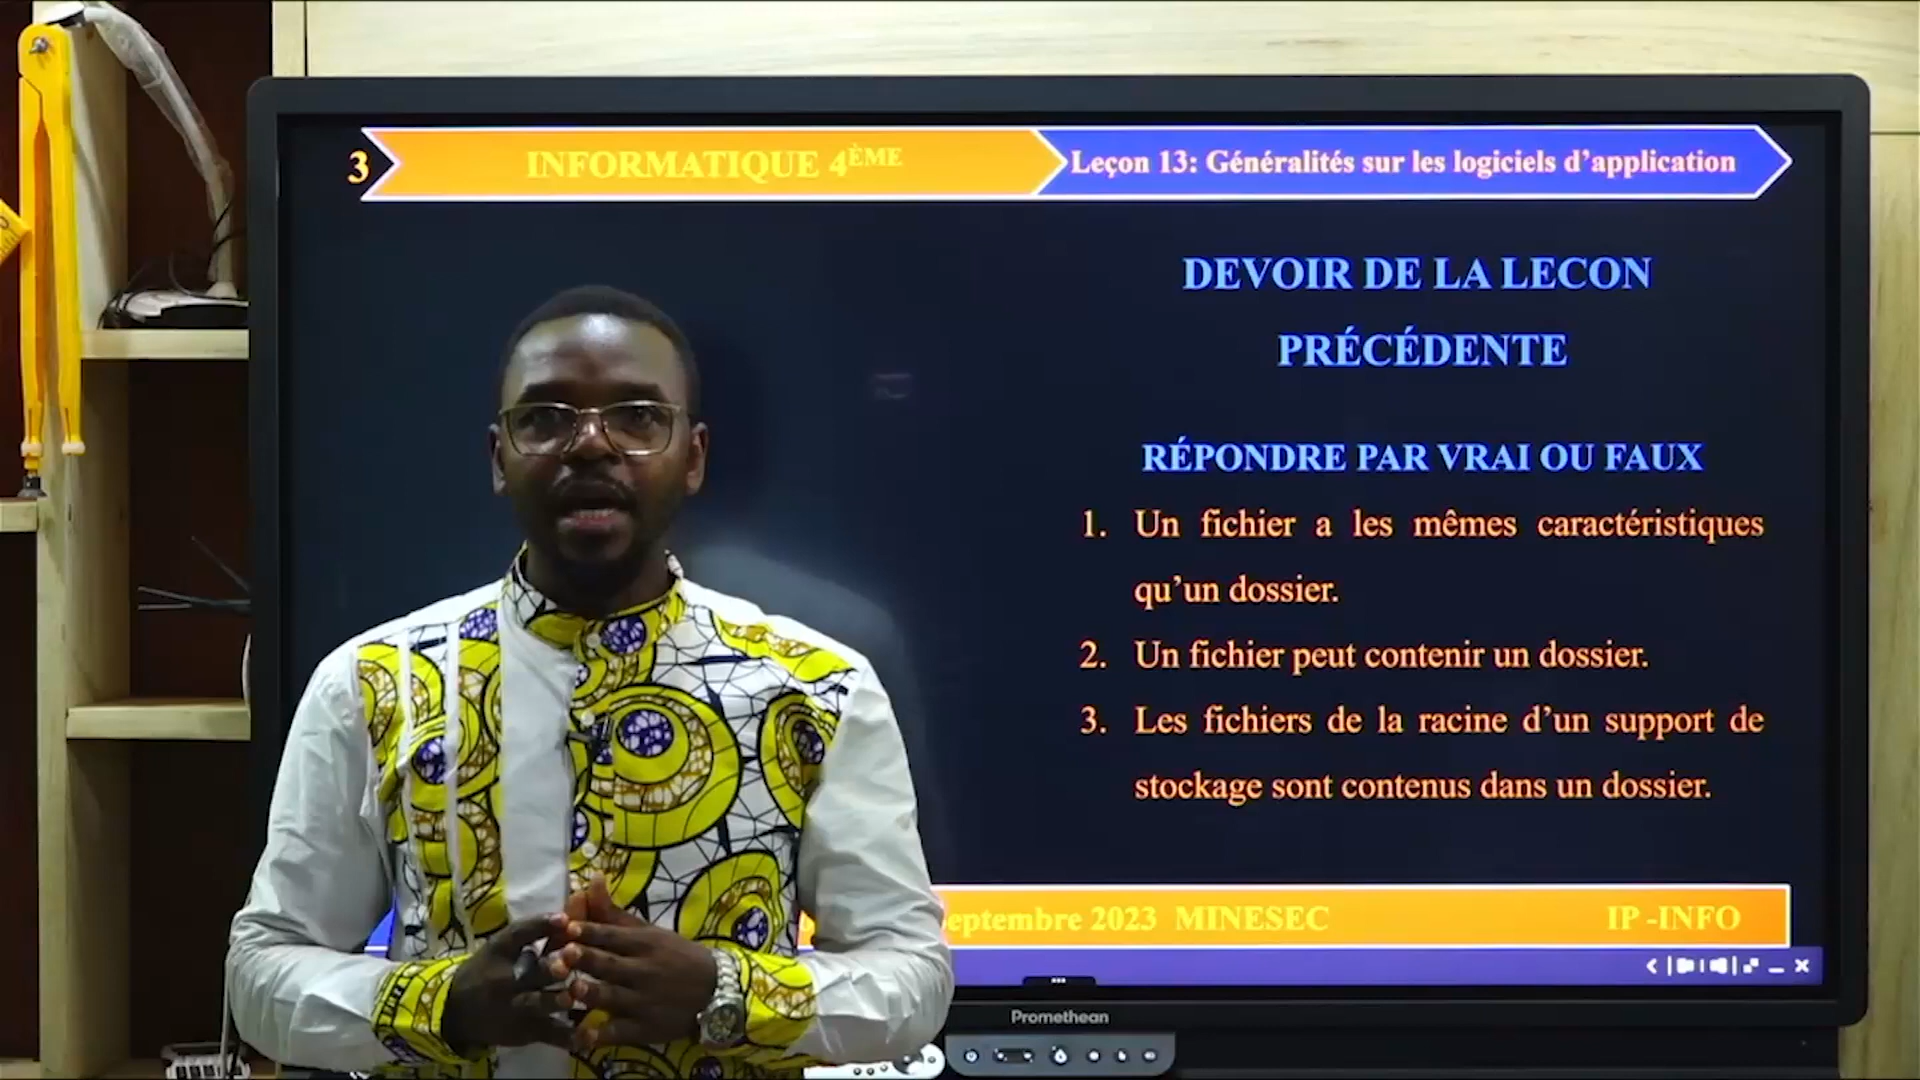 3
INFORMATIQUE 4ÈME
Leçon 13: Généralités sur les logiciels d’application
DEVOIR DE LA LECON
PRÉCÉDENTE
RÉPONDRE PAR VRAI OU FAUX
1. Un fichier a les mêmes caractéristiques
qu’un dossier.
2. Un fichier peut contenir un dossier.
3. Les fichiers de la racine d’un support de
stockage sont contenus dans un dossier.
eptembre 2023 MINESEC
IP -INFO
Promethean